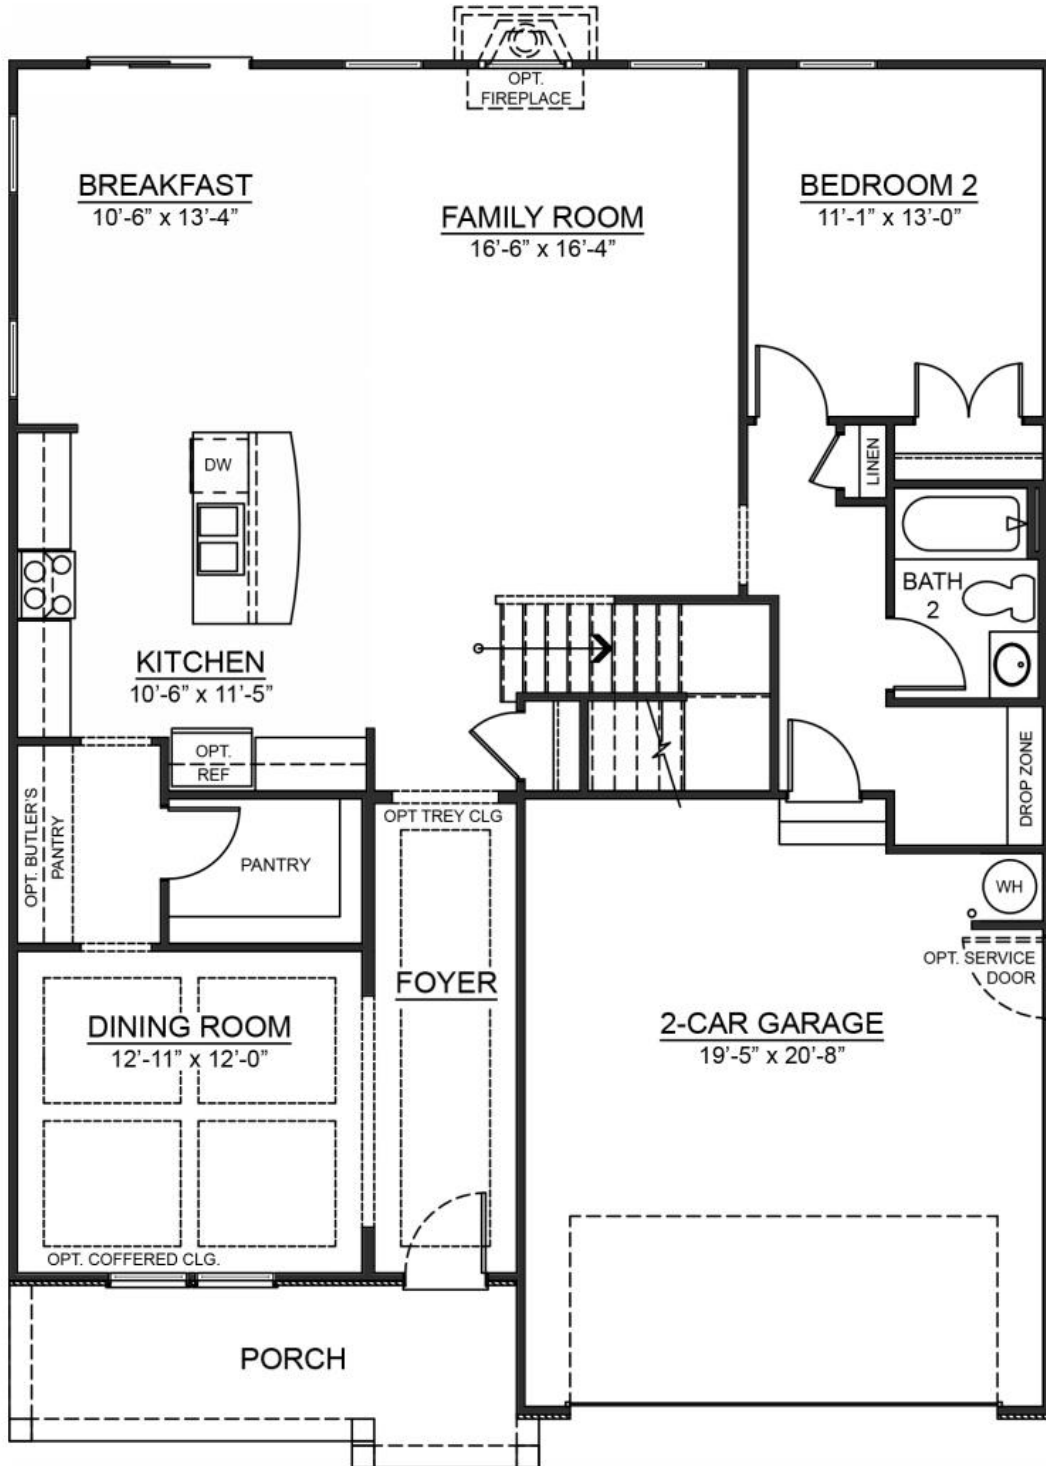 OPT.
FIREPLACE
BREAKFAST
10'-6" x 13'-4"
FAMILY ROOM
16'-6" x 16'-4"
BEDROOM 2
11'-1" x 13'-0"
DW
LINEN
BATH
2
KITCHEN
10'-6" x 11'-5"
OPT.
REF
DROP ZONE
OPT. BUTLER'S
PANTRY
PANTRY
OPT TREY CLG
WH
OPT. SERVICE
DOOR
FOYER
DINING ROOM
12'-11" x 12'-0"
2-CAR GARAGE
19'-5" x 20'-8"
OPT. COFFERED CLG.
PORCH